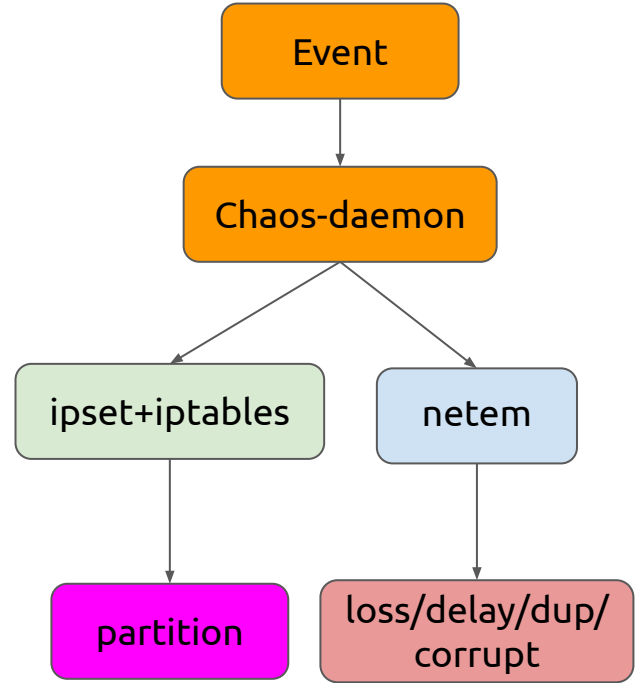 Event
Chaos-daemon
ipset+iptables
netem
partition
loss/delay/dup/
corrupt